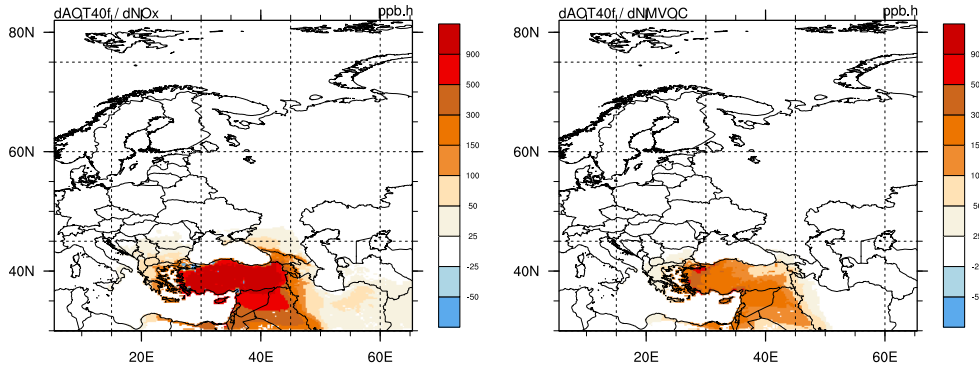 dAOT40f / dNOx ppb.h
80N
60N
40N
20E 40E 60E
900
500
300
150
100
50
25
-25
-50
dAOT40f / dNMVOC ppb.h
80N
60N
40N
20E 40E 60E